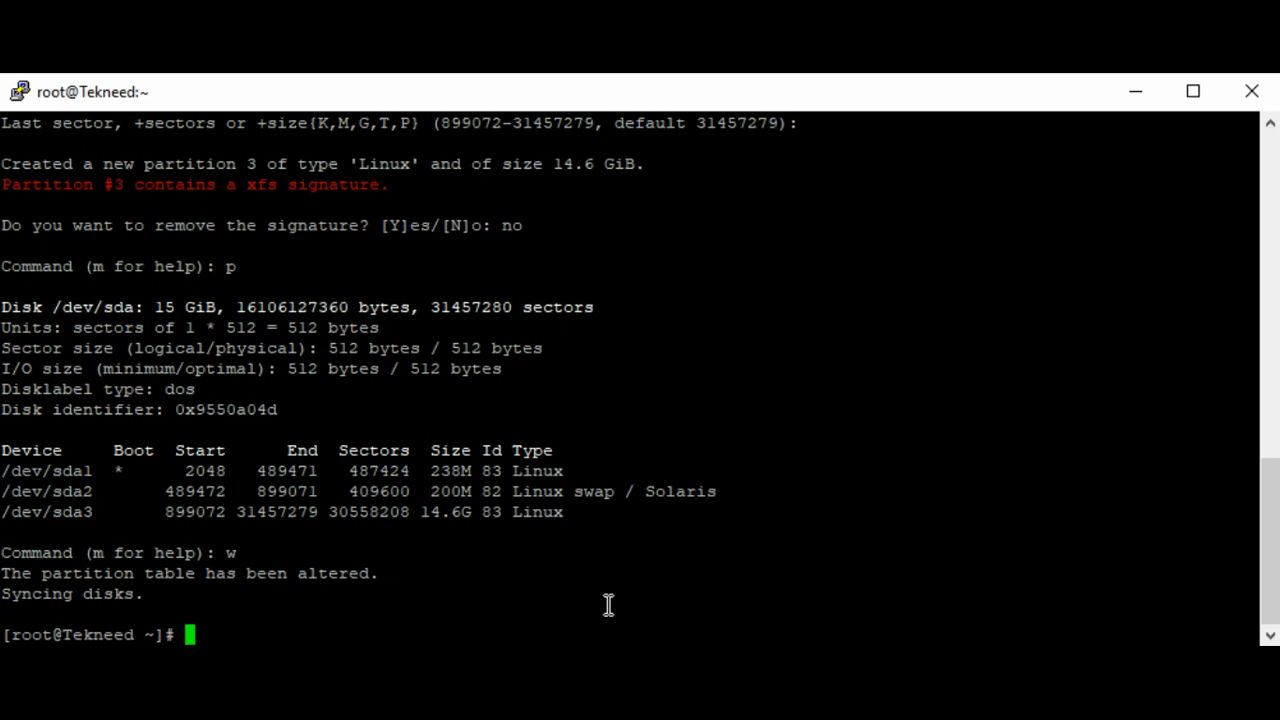 root@Tekneed:~
Last sector, +sectors or +size{K,M,G,T,P} (899072-31457279, default 31457279):
Created a new partition 3 of type 'Linux' and of size 14.6 GiB.
Partition #3 contains a xfs signature.
Do you want to remove the signature? [Y]es/[N]o: no
Command (m for help): p
Disk /dev/sda: 15 GiB, 16106127360 bytes, 31457280 sectors
Units: sectors of 1 * 512 = 512 bytes
Sector size (logical/physical): 512 bytes / 512 bytes
I/O size (minimum/optimal): 512 bytes / 512 bytes
Disklabel type: dos
Disk identifier: 0x9550a04d
Device     Boot  Start      End  Sectors  Size Id Type
/dev/sda1  *      2048   489471   487424  238M 83 Linux
/dev/sda2       489472   899071   409600  200M 82 Linux swap / Solaris
/dev/sda3       899072 31457279 30558208 14.6G 83 Linux
Command (m for help): w
The partition table has been altered.
Syncing disks.
[root@Tekneed ~]#